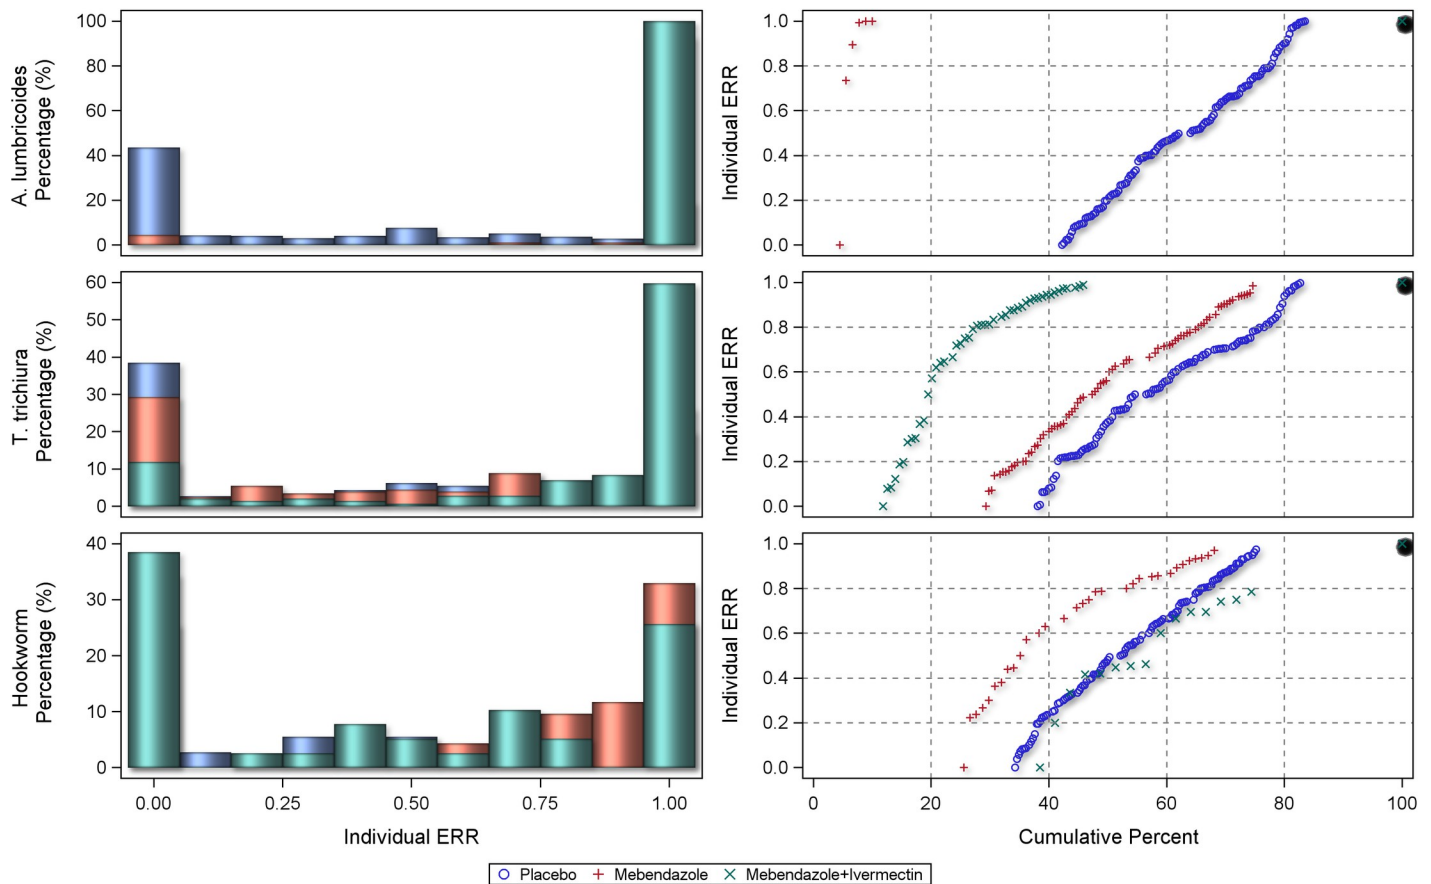 A. lumbricoides
Percentage (%)
100
80
60
40
20
0
Individual ERR
1.0
0.8
0.6
0.4
0.2
0.0
T. trichiura
Percentage (%)
60
50
40
30
20
10
0
Individual ERR
1.0
0.8
0.6
0.4
0.2
0.0
Hookworm
Percentage (%)
40
30
20
10
0
0.00 0.25 0.50 0.75 1.00
Individual ERR
Individual ERR
1.0
0.8
0.6
0.4
0.2
0.0
0 20 40 60 80 100
Cumulative Percent
Placebo Mebendazole Mebendazole+Ivermectin